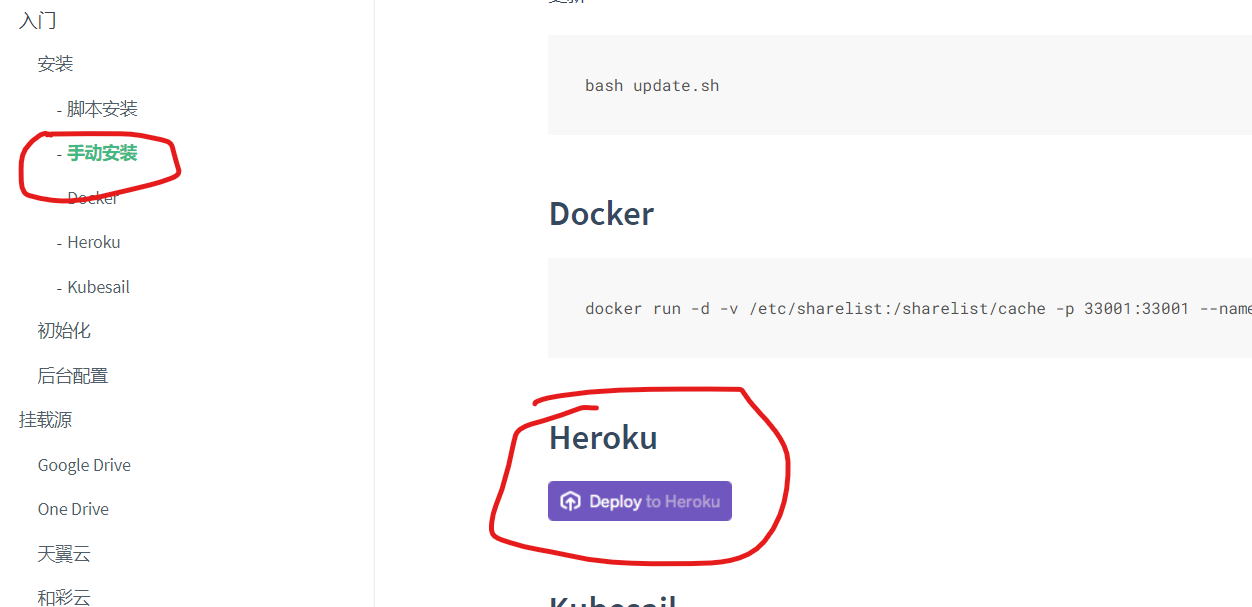 入门
安装
- 脚本安装
- 手动安装
Docker
- Heroku
- Kubesail
初始化
后台配置
挂载源
Google Drive
One Drive
天翼云
和彩云
更新
bash update.sh
Docker
docker run -d -v /etc/sharelist:/sharelist/cache -p 33001:33001 --name
Heroku
Deploy to Heroku
Kubesail